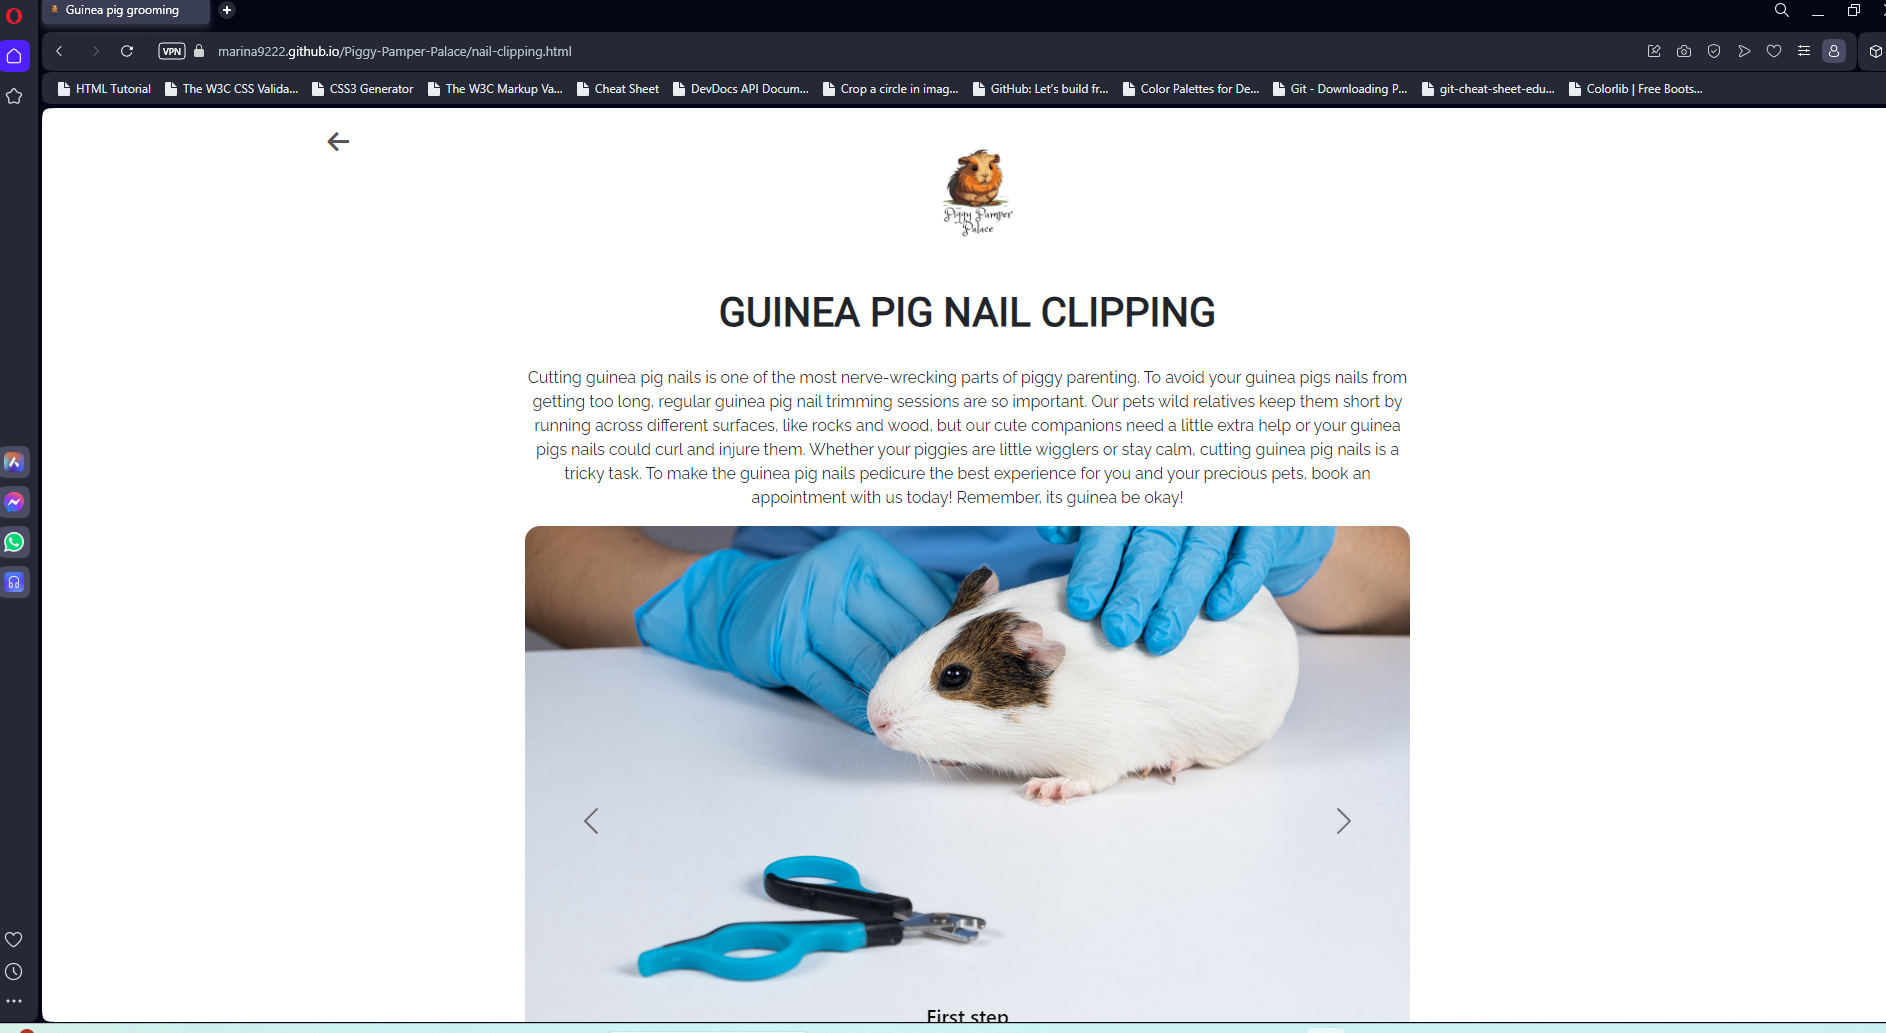 Guinea pig grooming
VPN marina9222.github.io/Piggy-Pamper-Palace/nail-clipping.html
HTML Tutorial The W3C CSS Valida... CSS3 Generator The W3C Markup Va... Cheat Sheet DevDocs API Docum... Crop a circle in imag... GitHub: Let's build fr... Color Palettes for De... Git - Downloading P... git-cheat-sheet-edu... Colorlib | Free Boots...
Piggy Pamper
Palace
GUINEA PIG NAIL CLIPPING
Cutting guinea pig nails is one of the most nerve-wrecking parts of piggy parenting. To avoid your guinea pigs nails from
getting too long, regular guinea pig nail trimming sessions are so important. Our pets wild relatives keep them short by
running across different surfaces, like rocks and wood, but our cute companions need a little extra help or your guinea
pigs nails could curl and injure them. Whether your piggies are little wigglers or stay calm, cutting guinea pig nails is a
tricky task. To make the guinea pig nails pedicure the best experience for you and your precious pets, book an
appointment with us today! Remember, its guinea be okay!
First step